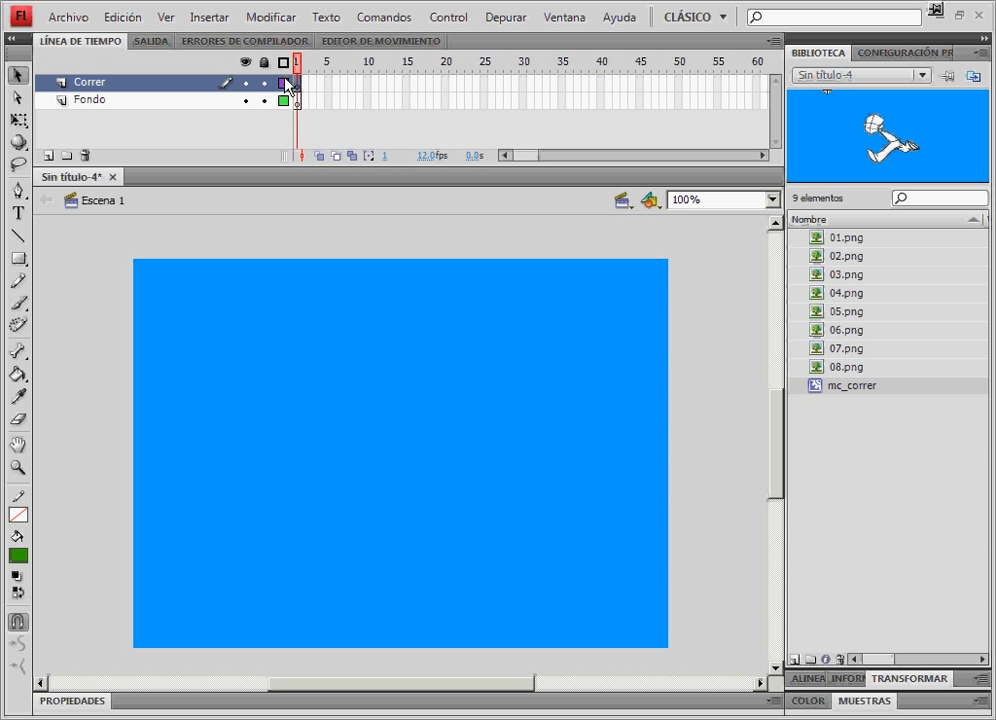 Fl Archivo Edición Ver Insertar Modificar Texto Comandos Control Depurar Ventana Ayuda CLÁSICO
LÍNEA DE TIEMPO SALIDA ERRORES DE COMPILADOR EDITOR DE MOVIMIENTO
1 5 10 15 20 25 30 35 40 45 50 55 60
Correr
Fondo
1 12.0fps 0.0s
Sin título-4*
Escena 1
100%
PROPIEDADES
BIBLIOTECA CONFIGURACIÓN PR
Sin título-4
9 elementos
Nombre
01.png
02.png
03.png
04.png
05.png
06.png
07.png
08.png
mc_correr
ALINEA INFORM TRANSFORMAR
COLOR MUESTRAS